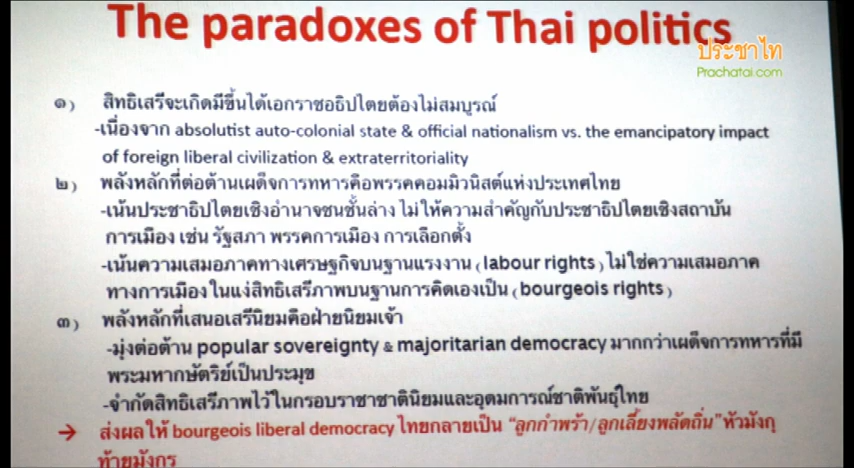 The paradoxes of Thai politics
ประชาไท
Prachatai.com
๑) สิทธิเสรีจะเกิดมีขึ้นได้เอกราชอธิปไตยต้องไม่สมบูรณ์
-เนื่องจาก absolutist auto-colonial state & official nationalism vs. the emancipatory impact
of foreign liberal civilization & extraterritoriality
๒) พลังหลักที่ต่อต้านเผด็จการทหารคือพรรคคอมมิวนิสต์แห่งประเทศไทย
-เน้นประชาธิปไตยเชิงอำนาจชนชั้นล่าง ไม่ให้ความสำคัญกับประชาธิปไตยเชิงสถาบัน
การเมือง เช่น รัฐสภา พรรคการเมือง การเลือกตั้ง
-เน้นความเสมอภาคทางเศรษฐกิจบนฐานแรงงาน (labour rights) ไม่ใช่ความเสมอภาค
ทางการเมือง ในแง่สิทธิเสรีภาพบนฐานการคิดเองเป็น (bourgeois rights)
๓) พลังหลักที่เสนอเสรีนิยมคือฝ่ายนิยมเจ้า
-มุ่งต่อต้าน popular sovereignty & majoritarian democracy มากกว่าเผด็จการทหารที่มี
พระมหากษัตริย์เป็นประมุข
-จำกัดสิทธิเสรีภาพไว้ในกรอบราชาชาตินิยมและอุดมการณ์ชาติพันธุ์ไทย
→ ส่งผลให้ bourgeois liberal democracy ไทยกลายเป็น “ลูกกำพร้า/ลูกเลี้ยงพลัดถิ่น” หัวมังกุ
ท้ายมังกร